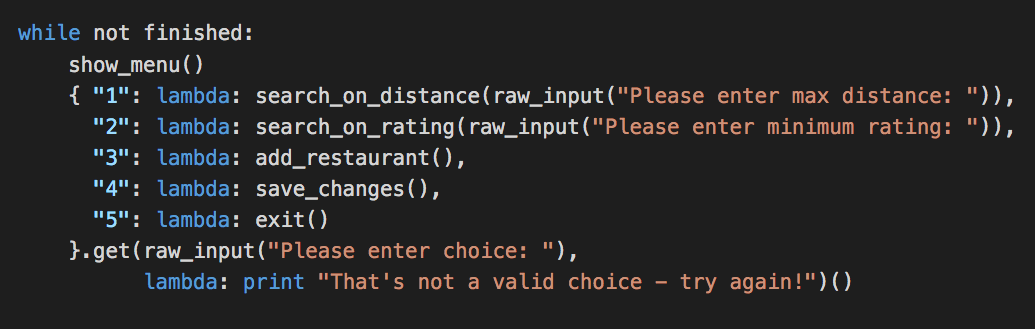 while not finished:
    show_menu()
    { "1": lambda: search_on_distance(raw_input("Please enter max distance: ")),
      "2": lambda: search_on_rating(raw_input("Please enter minimum rating: ")),
      "3": lambda: add_restaurant(),
      "4": lambda: save_changes(),
      "5": lambda: exit()
    }.get(raw_input("Please enter choice: "),
          lambda: print "That's not a valid choice – try again!")()